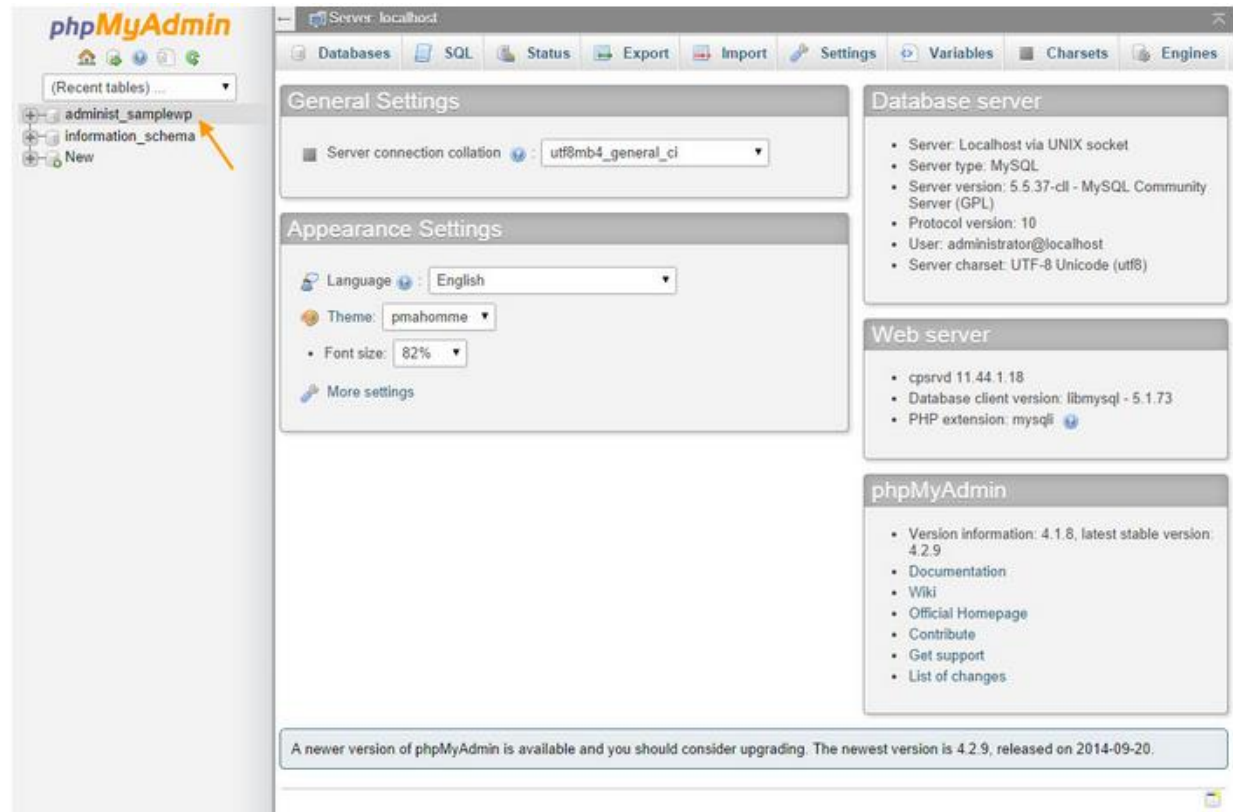 phpMyAdmin
(Recent tables) ...
administ_samplewp
information_schema
New
Server: localhost
Databases
SQL
Status
Export
Import
Settings
Variables
Charsets
Engines
General Settings
Server connection collation : utf8mb4_general_ci
Appearance Settings
Language : English
Theme: pmahomme
• Font size: 82%
More settings
Database server
• Server: Localhost via UNIX socket
• Server type: MySQL
• Server version: 5.5.37-cll - MySQL Community
Server (GPL)
• Protocol version: 10
• User: administrator@localhost
• Server charset: UTF-8 Unicode (utf8)
Web server
• cpsrvd 11.44.1.18
• Database client version: libmysql - 5.1.73
• PHP extension: mysqli
phpMyAdmin
• Version information: 4.1.8, latest stable version:
4.2.9
• Documentation
• Wiki
• Official Homepage
• Contribute
• Get support
• List of changes
A newer version of phpMyAdmin is available and you should consider upgrading. The newest version is 4.2.9, released on 2014-09-20.